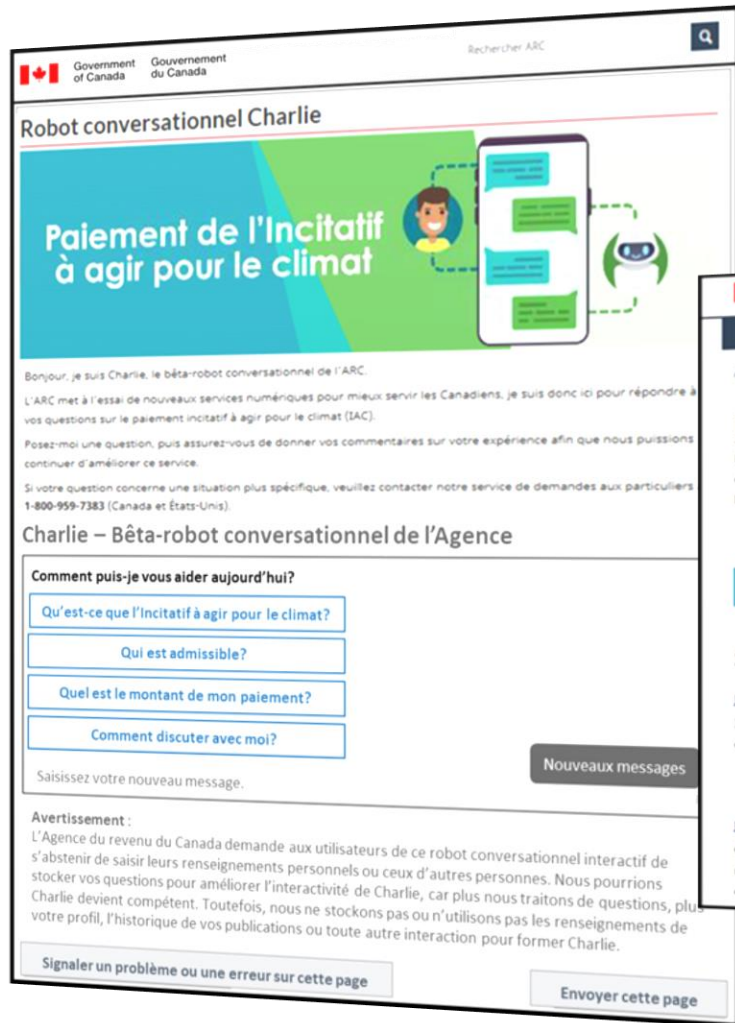 Government of Canada
Gouvernement du Canada
Rechercher ARC
Robot conversationnel Charlie
Paiement de l'Incitatif
à agir pour le climat
Bonjour, je suis Charlie, le bêta-robot conversationnel de l'ARC.
L'ARC met à l'essai de nouveaux services numériques pour mieux servir les Canadiens, je suis donc ici pour répondre à
vos questions sur le paiement incitatif à agir pour le climat (IAC).
Posez-moi une question, puis assurez-vous de donner vos commentaires sur votre expérience afin que nous puissions
continuer d'améliorer ce service.
Si votre question concerne une situation plus spécifique, veuillez contacter notre service de demandes aux particuliers
1-800-959-7383 (Canada et États-Unis).
Charlie – Bêta-robot conversationnel de l'Agence
Comment puis-je vous aider aujourd'hui?
Qu'est-ce que l'Incitatif à agir pour le climat?
Qui est admissible?
Quel est le montant de mon paiement?
Comment discuter avec moi?
Saisissez votre nouveau message.
Nouveaux messages
Avertissement :
L'Agence du revenu du Canada demande aux utilisateurs de ce robot conversationnel interactif de
s'abstenir de saisir leurs renseignements personnels ou ceux d'autres personnes. Nous pourrions
stocker vos questions pour améliorer l'interactivité de Charlie, car plus nous traitons de questions, plus
Charlie devient compétent. Toutefois, nous ne stockons pas ou n'utilisons pas les renseignements de
votre profil, l'historique de vos publications ou toute autre interaction pour former Charlie.
Signaler un problème ou une erreur sur cette page
Envoyer cette page